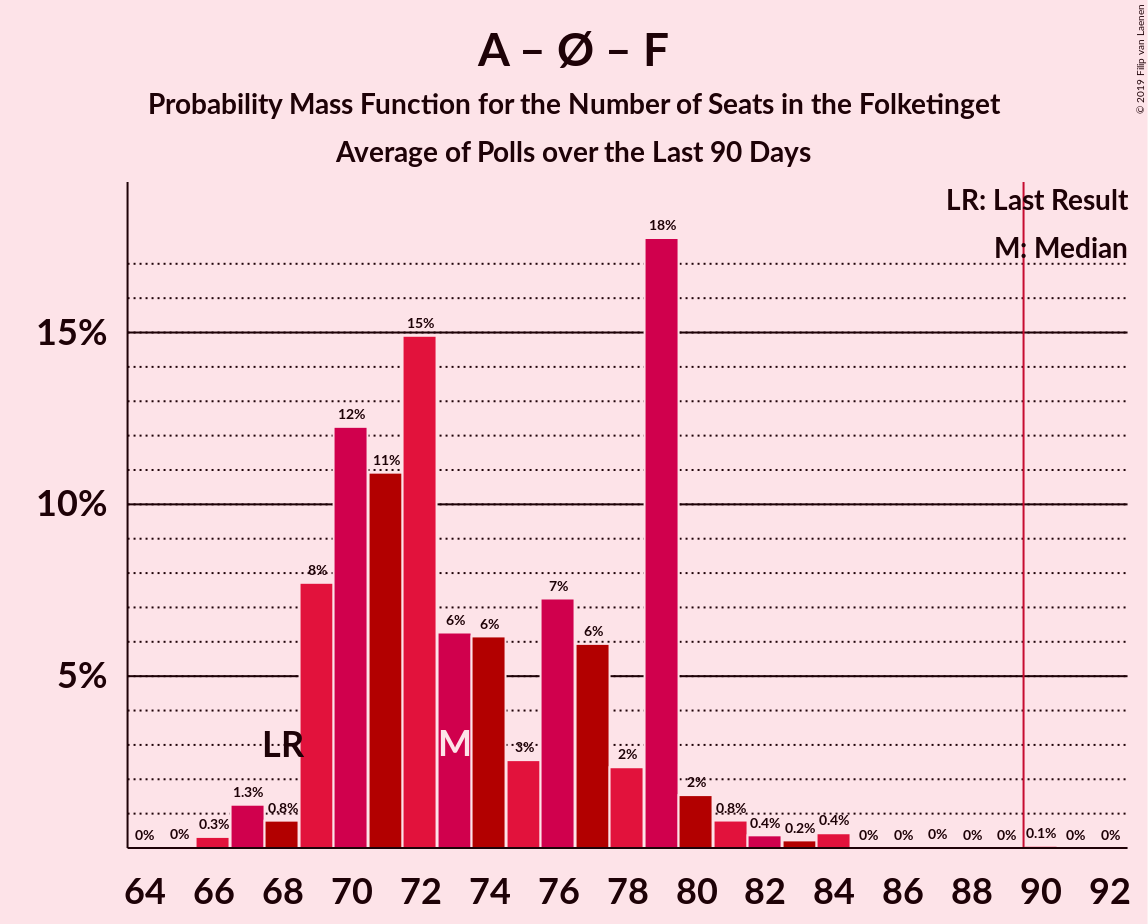 A – Ø – F
Probability Mass Function for the Number of Seats in the Folketinget
Average of Polls over the Last 90 Days
© 2019 Filip van Laenen
LR: Last Result
M: Median
15%
10%
5%
0% 0% 0.3% 1.3% 0.8% 8% 12% 11% 15% 6% 6% 3% 7% 6% 2% 18% 2% 0.8% 0.4% 0.2% 0.4% 0% 0% 0% 0% 0% 0.1% 0% 0%
LR M
64 66 68 70 72 74 76 78 80 82 84 86 88 90 92